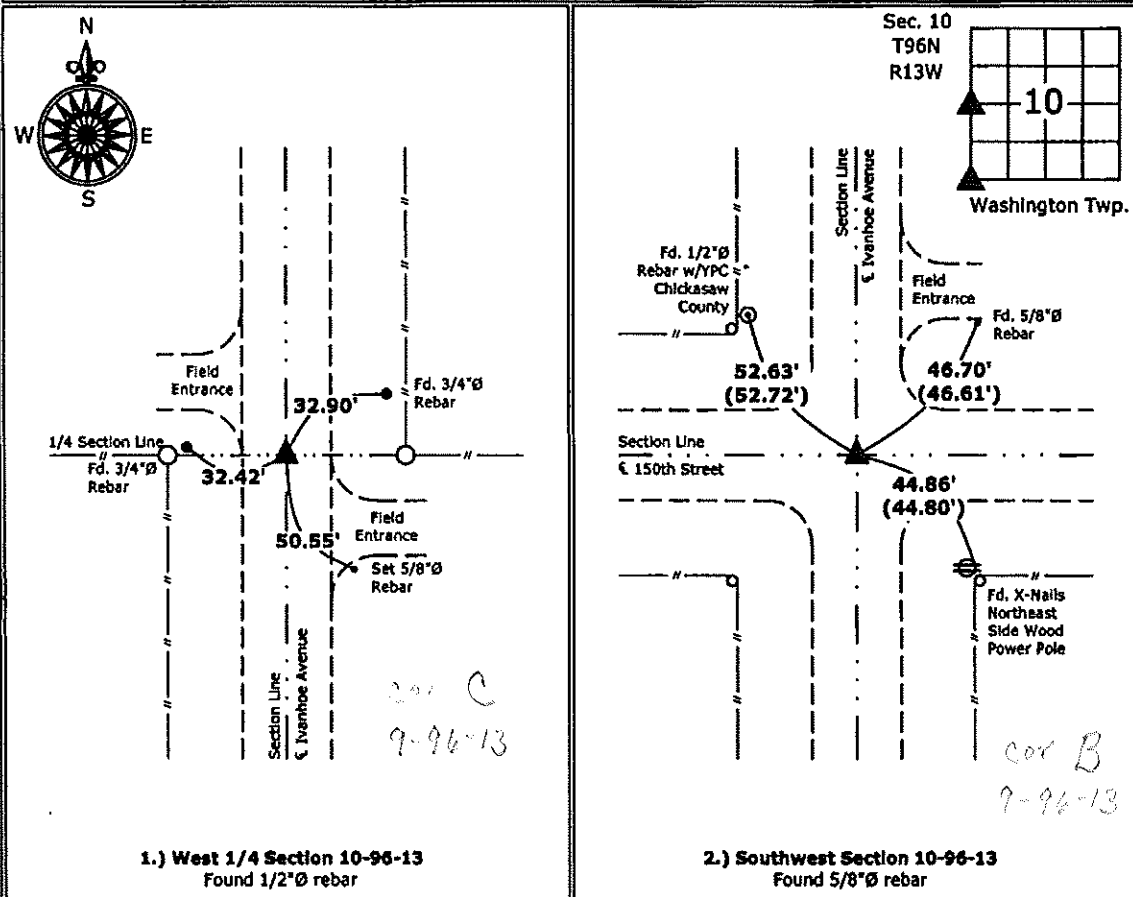 N
W E
S
Field
Entrance
32.90'
Fd. 3/4"Ø
Rebar
1/4 Section Line
Fd. 3/4"Ø
Rebar
32.42'
50.55'
Field
Entrance
Set 5/8"Ø
Rebar
Section Line
℄ Ivanhoe Avenue
cor C
9-96-13
1.) West 1/4 Section 10-96-13
Found 1/2"Ø rebar
Sec. 10
T96N
R13W
10
Washington Twp.
Section Line
℄ Ivanhoe Avenue
Fd. 1/2"Ø
Rebar w/YPC
Chickasaw
County
Field
Entrance
Fd. 5/8"Ø
Rebar
52.63'
(52.72')
46.70'
(46.61')
Section Line
℄ 150th Street
44.86'
(44.80')
Fd. X-Nails
Northeast
Side Wood
Power Pole
cor B
9-96-13
2.) Southwest Section 10-96-13
Found 5/8"Ø rebar